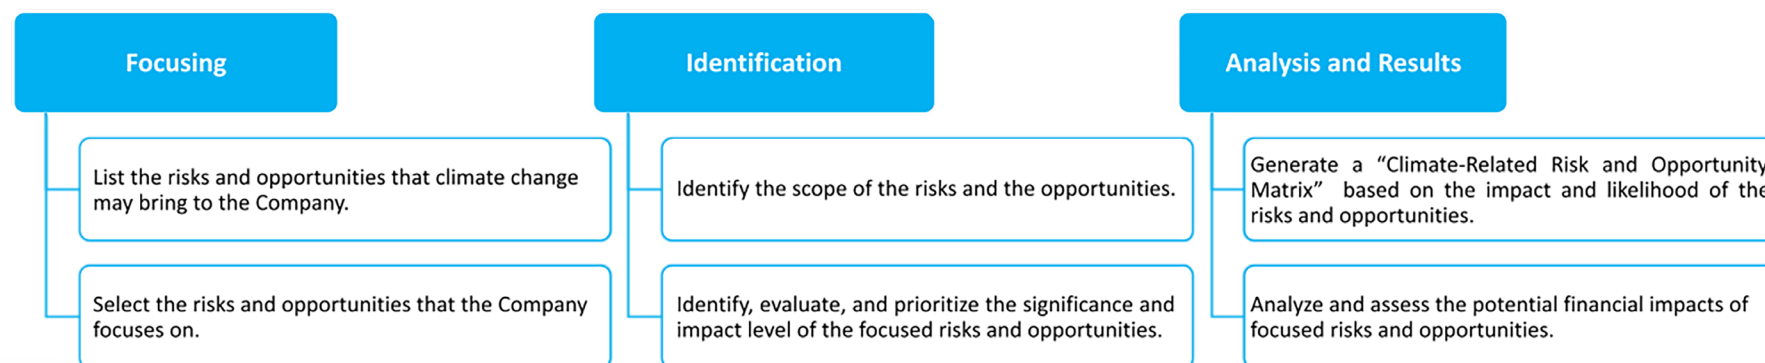 Focusing
List the risks and opportunities that climate change
may bring to the Company.
Select the risks and opportunities that the Company
focuses on.
Identification
Identify the scope of the risks and the opportunities.
Identify, evaluate, and prioritize the significance and
impact level of the focused risks and opportunities.
Analysis and Results
Generate a “Climate-Related Risk and Opportunity
Matrix” based on the impact and likelihood of the
risks and opportunities.
Analyze and assess the potential financial impacts of
focused risks and opportunities.